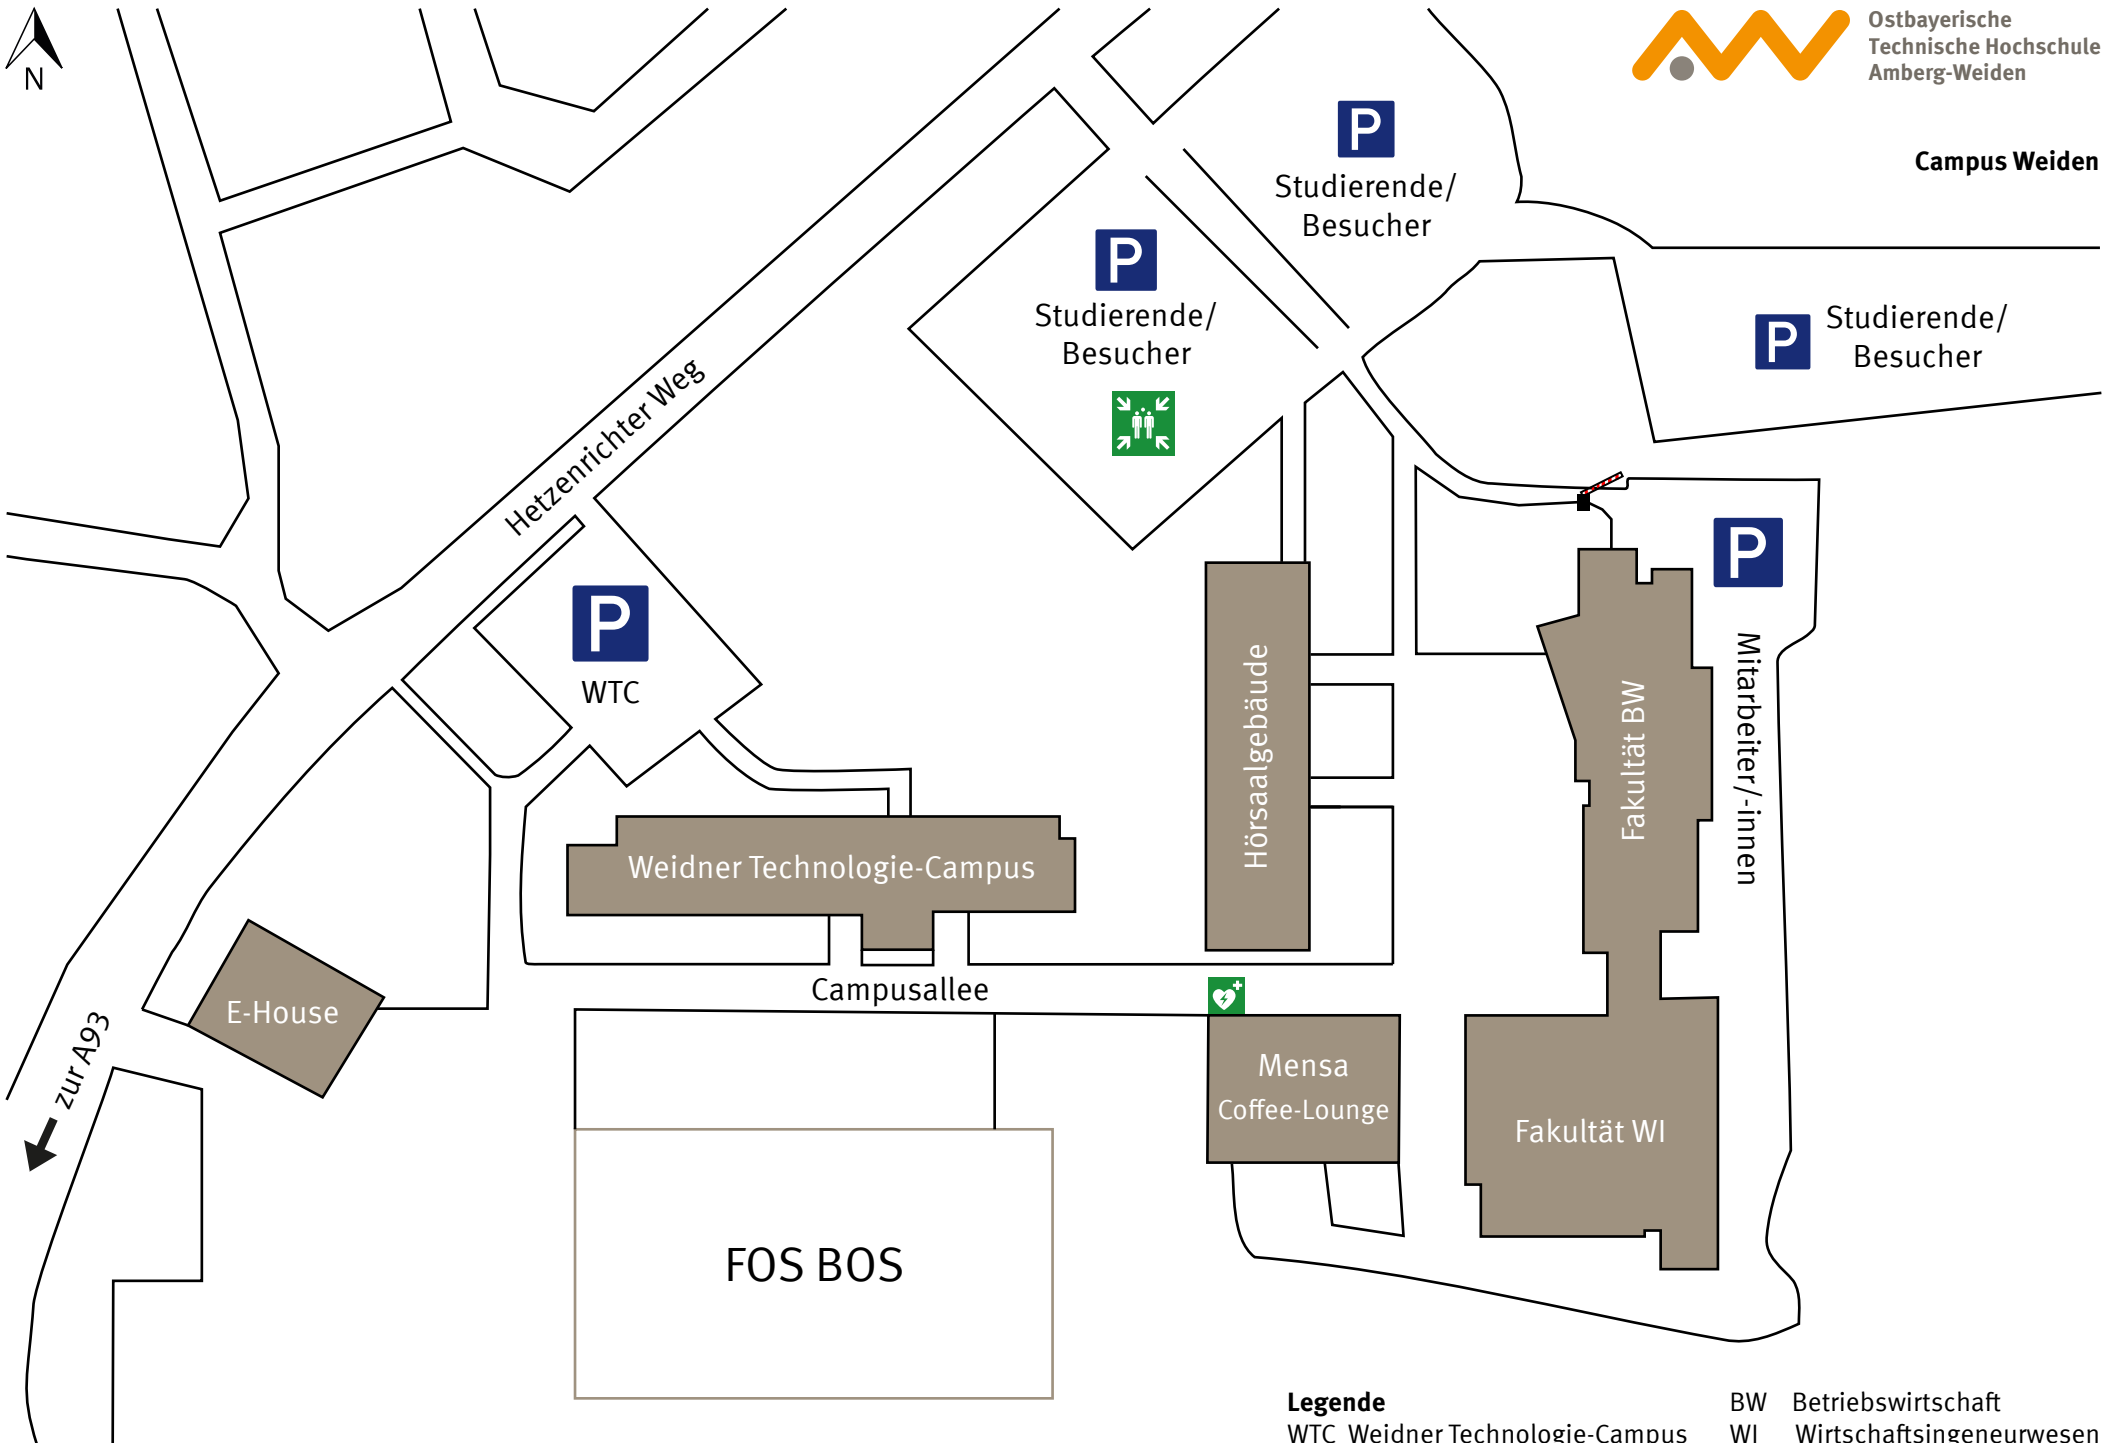 N
Ostbayerische
Technische Hochschule
Amberg-Weiden
Campus Weiden
P
Studierende/
Besucher
P
Studierende/
Besucher
P
Studierende/
Besucher
Hetzenrichter Weg
P
WTC
P
Mitarbeiter/-innen
Hörsaalgebäude
Fakultät BW
Weidner Technologie-Campus
Campusallee
E-House
zur A93
Mensa
Coffee-Lounge
Fakultät WI
FOS BOS
Legende
WTC Weidner Technologie-Campus
BW Betriebswirtschaft
WI Wirtschaftsingeneurwesen